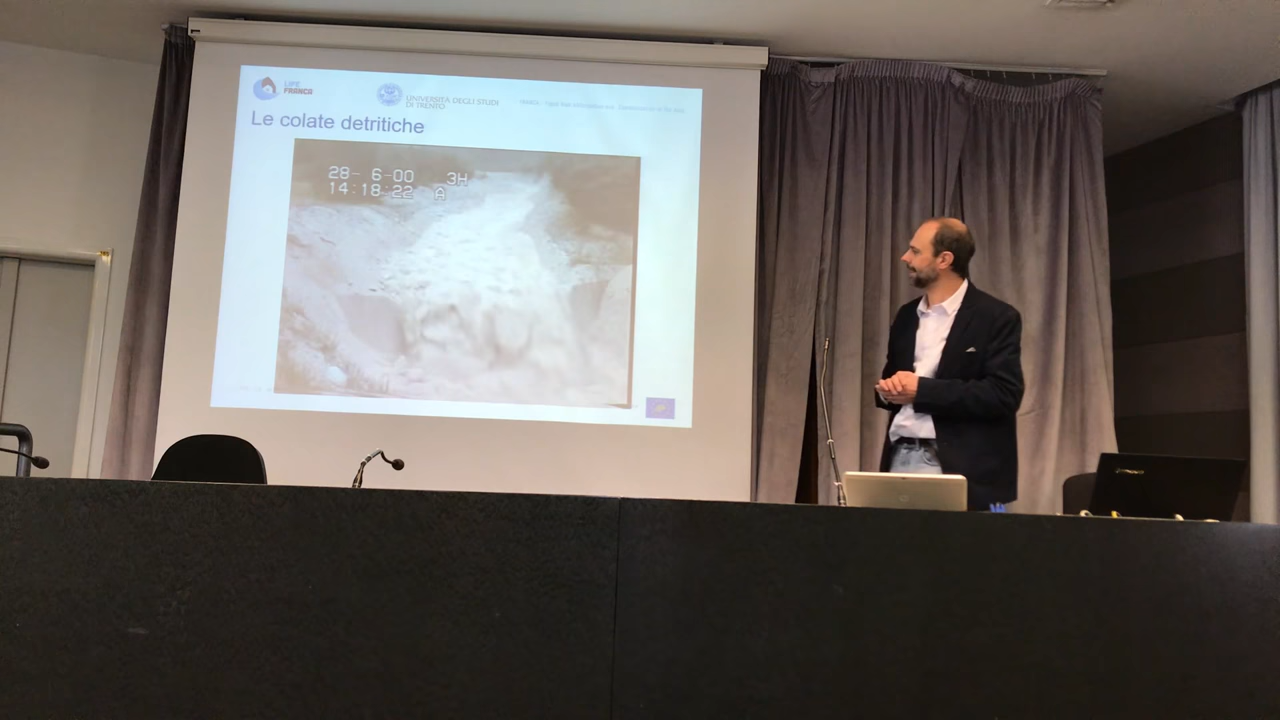 LIFE
FRANCA
UNIVERSITÀ DEGLI STUDI
DI TRENTO
Le colate detritiche
28- 6-00 3H
14:18:22 A